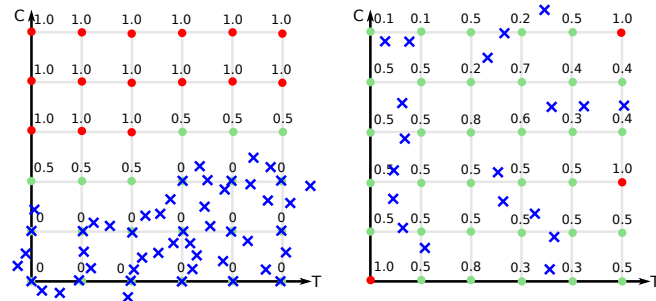 C
1.0 1.0 1.0 1.0 1.0 1.0
1.0 1.0 1.0 1.0 1.0 1.0
1.0 1.0 1.0 0.5 0.5 0.5
0.5 0.5 0.5 0 0 0
0 0 0 0 0 0
0 0 0 0 0 0
T
C
0.1 0.1 0.5 0.2 0.5 1.0
0.5 0.5 0.2 0.7 0.4 0.4
0.5 0.5 0.8 0.6 0.3 0.4
0.5 0.5 0.5 0.5 0.5 1.0
0.5 0.5 0.5 0.3 0.5 0.5
1.0 0.5 0.8 0.3 0.3 0.5
T